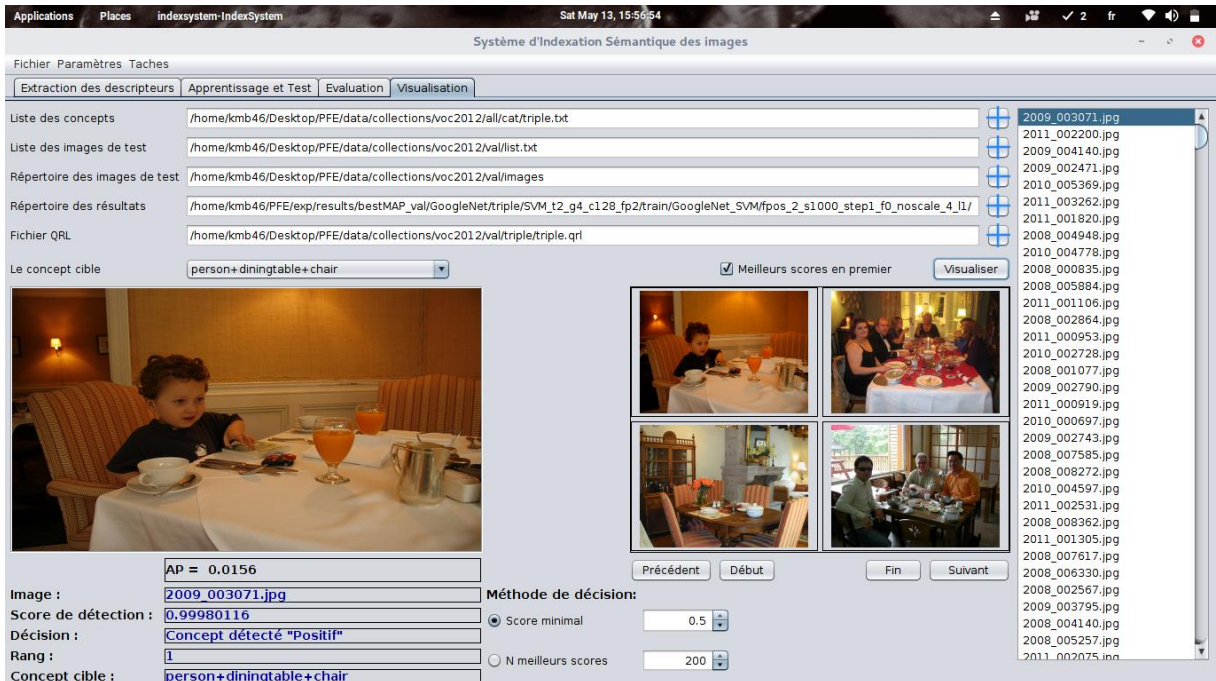 Applications Places indexsystem-IndexSystem Sat May 13, 15:56:54 2 fr
Système d'Indexation Sémantique des images
Fichier Paramètres Taches
Extraction des descripteurs Apprentissage et Test Evaluation Visualisation
Liste des concepts /home/kmb46/Desktop/PFE/data/collections/voc2012/all/cat/triple.txt
Liste des images de test /home/kmb46/Desktop/PFE/data/collections/voc2012/val/list.txt
Répertoire des images de test /home/kmb46/Desktop/PFE/data/collections/voc2012/val/images
Répertoire des résultats /home/kmb46/PFE/exp/results/bestMAP_val/GoogleNet/triple/SVM_t2_g4_c128_fp2/train/GoogleNet_SVM/fpos_2_s1000_step1_f0_noscale_4_l1/
Fichier QRL /home/kmb46/Desktop/PFE/data/collections/voc2012/val/triple/triple.qrl
Le concept cible person+diningtable+chair Meilleurs scores en premier Visualiser
Précédent Début Fin Suivant
AP = 0.0156
Image : 2009_003071.jpg
Score de détection : 0.99980116
Décision : Concept détecté "Positif"
Rang : 1
Concept cible : person+diningtable+chair
Méthode de décision:
Score minimal 0.5
N meilleurs scores 200
2009_003071.jpg
2011_002200.jpg
2009_004140.jpg
2009_002471.jpg
2010_005369.jpg
2011_003262.jpg
2011_001820.jpg
2008_004948.jpg
2010_004778.jpg
2008_000835.jpg
2008_005884.jpg
2011_001106.jpg
2008_002864.jpg
2011_000953.jpg
2010_002728.jpg
2008_001077.jpg
2009_002790.jpg
2011_000919.jpg
2010_000697.jpg
2009_002743.jpg
2008_007585.jpg
2008_008272.jpg
2010_004597.jpg
2011_002531.jpg
2008_008362.jpg
2011_001305.jpg
2008_007617.jpg
2008_006330.jpg
2008_002567.jpg
2009_003795.jpg
2008_004140.jpg
2008_005257.jpg
2011_002075.jpg